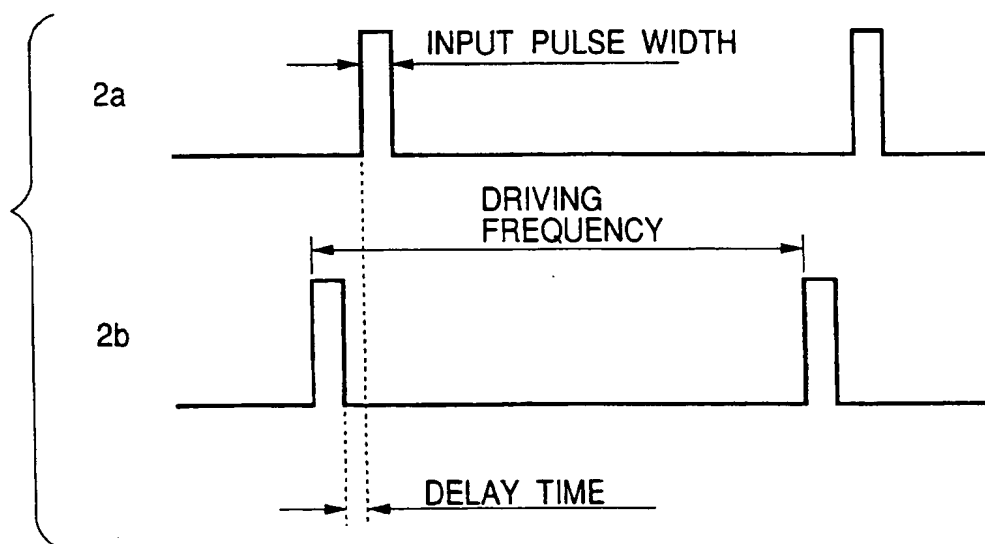 INPUT PULSE WIDTH
2a
DRIVING
FREQUENCY
2b
DELAY TIME